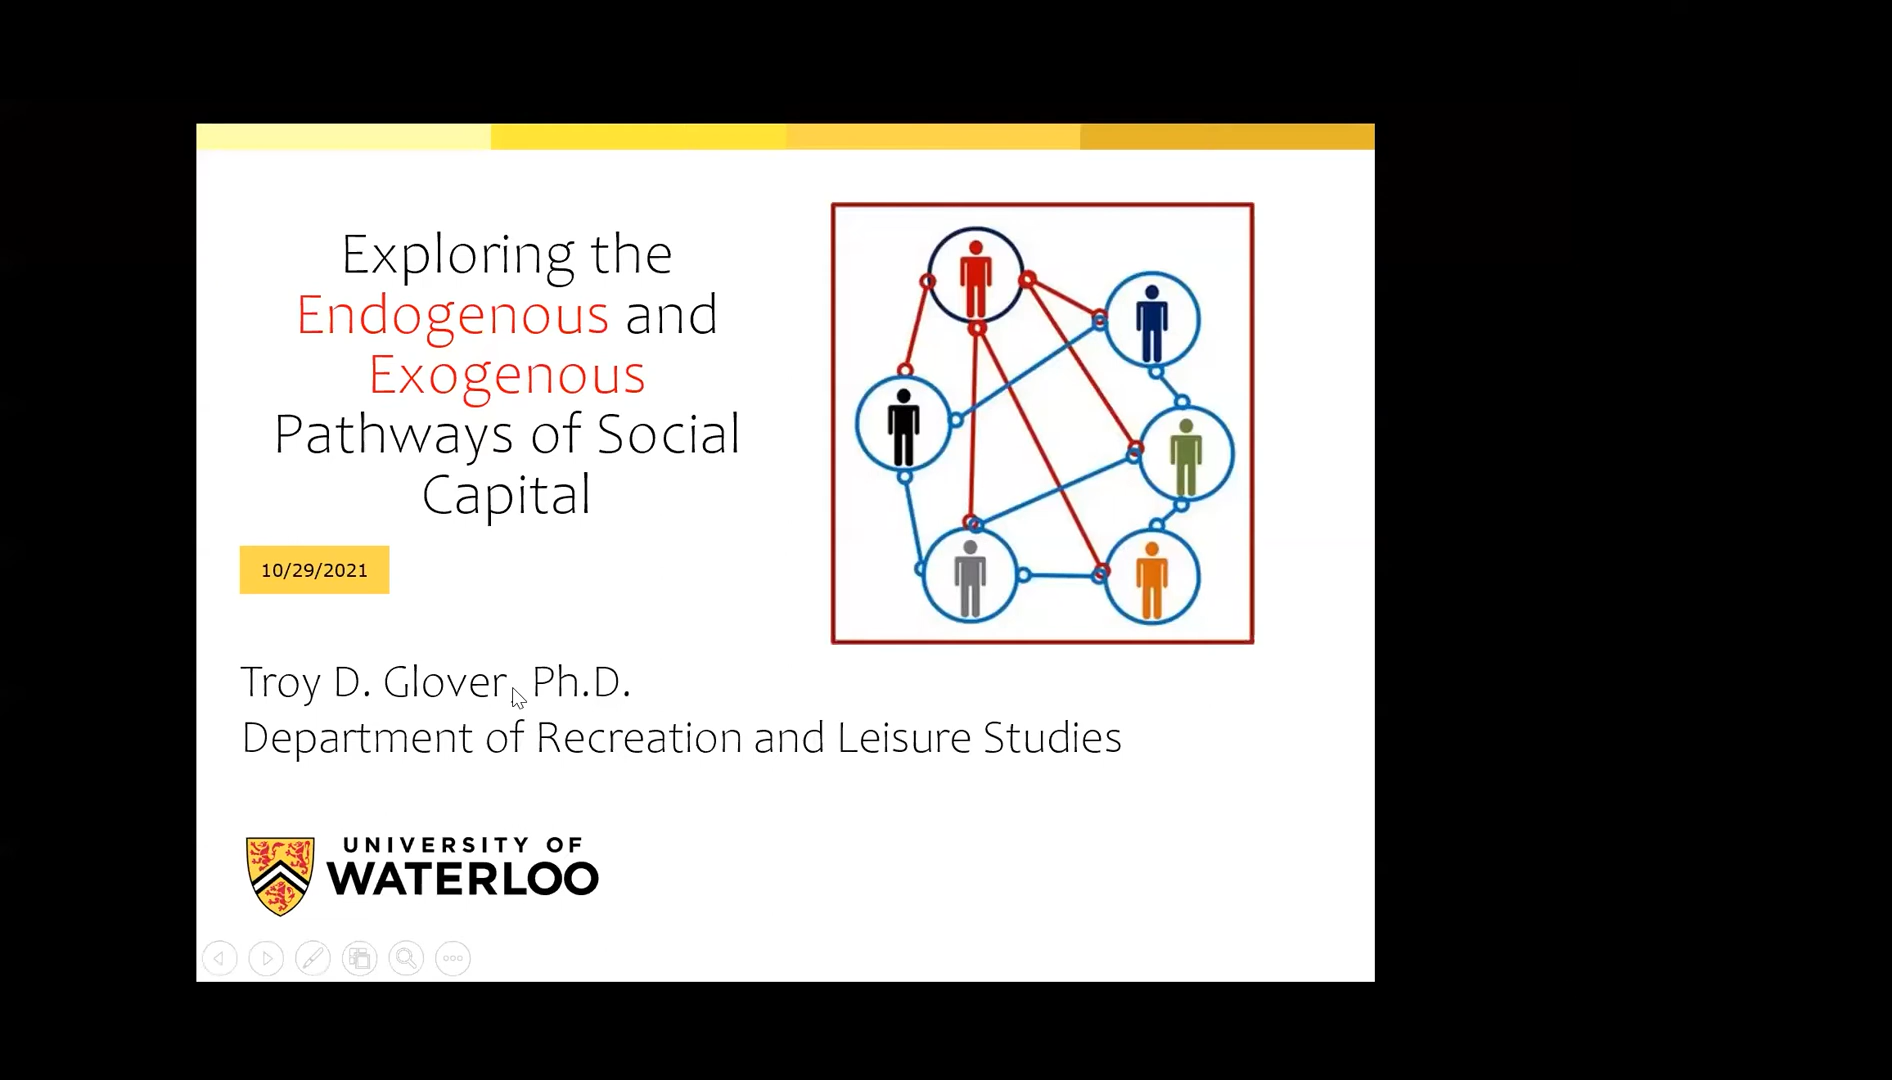 Exploring the
Endogenous and
Exogenous
Pathways of Social
Capital
10/29/2021
Troy D. Glover, Ph.D.
Department of Recreation and Leisure Studies
UNIVERSITY OF
WATERLOO